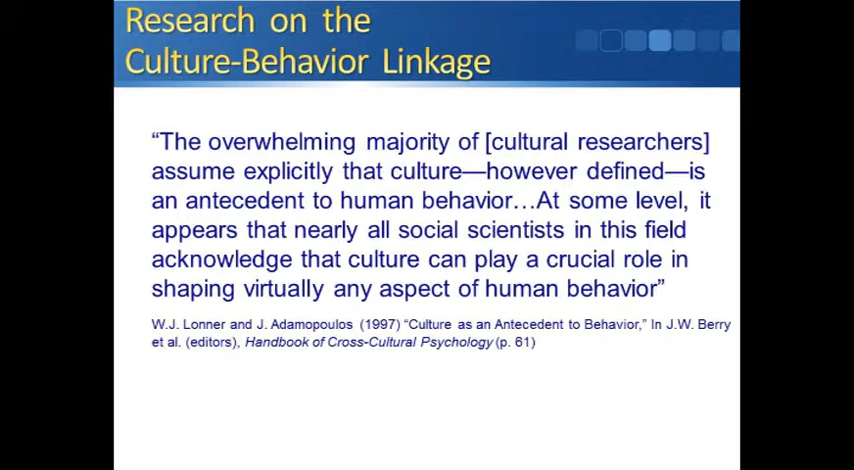 Research on the
Culture-Behavior Linkage
“The overwhelming majority of [cultural researchers]
assume explicitly that culture—however defined—is
an antecedent to human behavior…At some level, it
appears that nearly all social scientists in this field
acknowledge that culture can play a crucial role in
shaping virtually any aspect of human behavior”
W.J. Lonner and J. Adamopoulos (1997) “Culture as an Antecedent to Behavior,” In J.W. Berry
et al. (editors), Handbook of Cross-Cultural Psychology (p. 61)